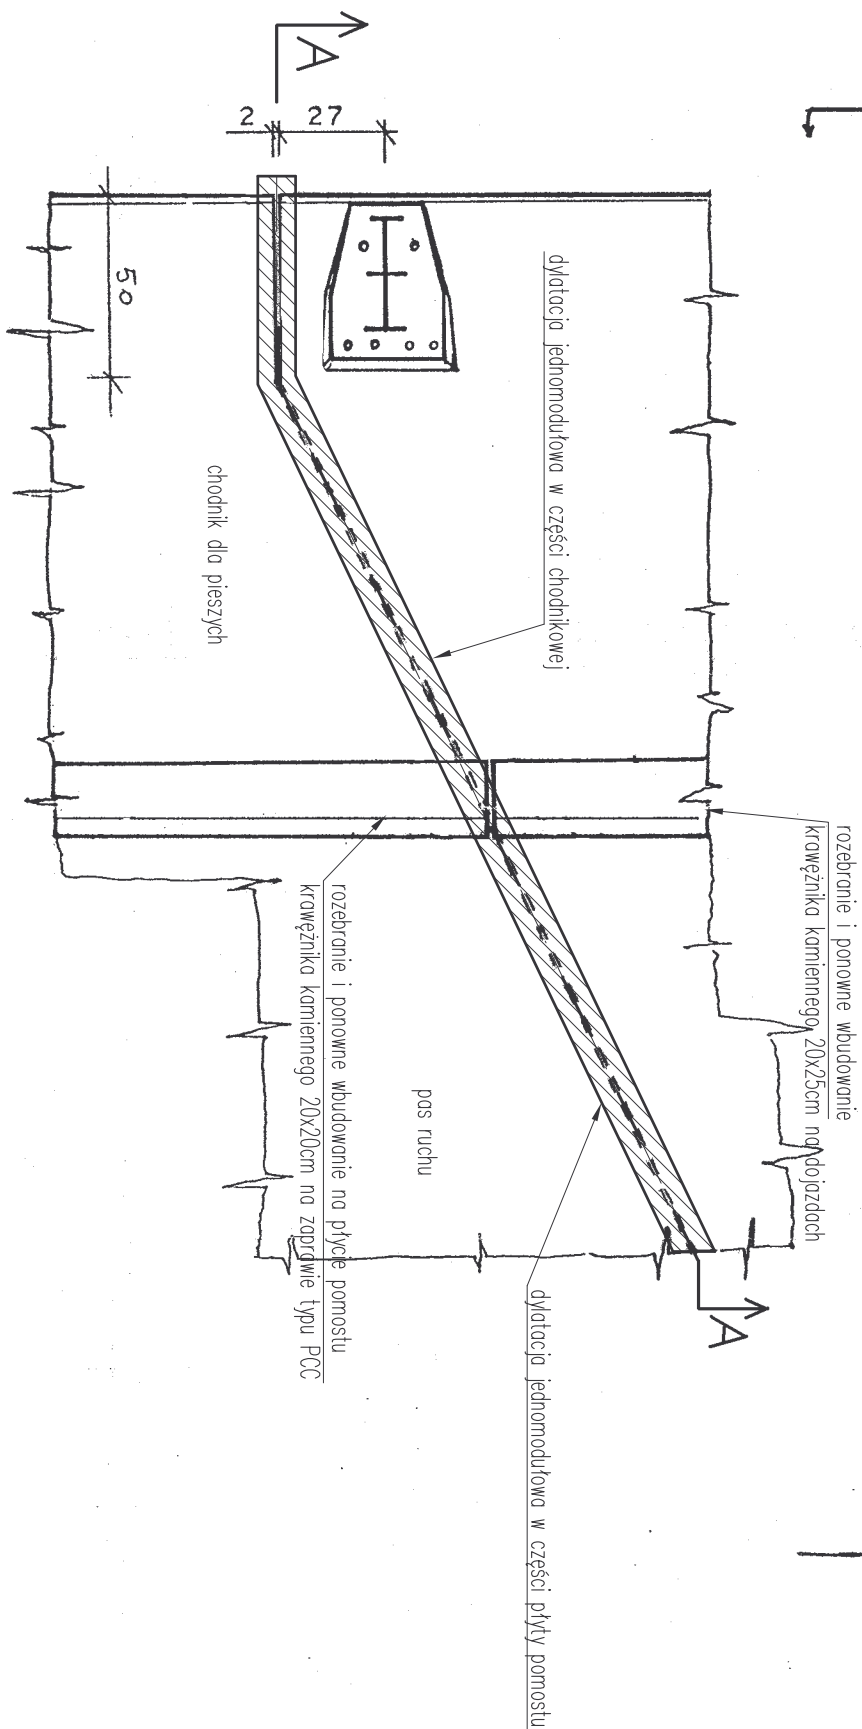 A
2
27
50
dylatacja jednomodułowa w części chodnikowej
chodnik dla pieszych
rozebranie i ponowne wbudowanie
krawężnika kamiennego 20x25cm na dojazdach
rozebranie i ponowne wbudowanie na płycie pomostu
krawężnika kamiennego 20x20cm na zaprawie typu PCC
pas ruchu
dylatacja jednomodułowa w części płyty pomostu
A